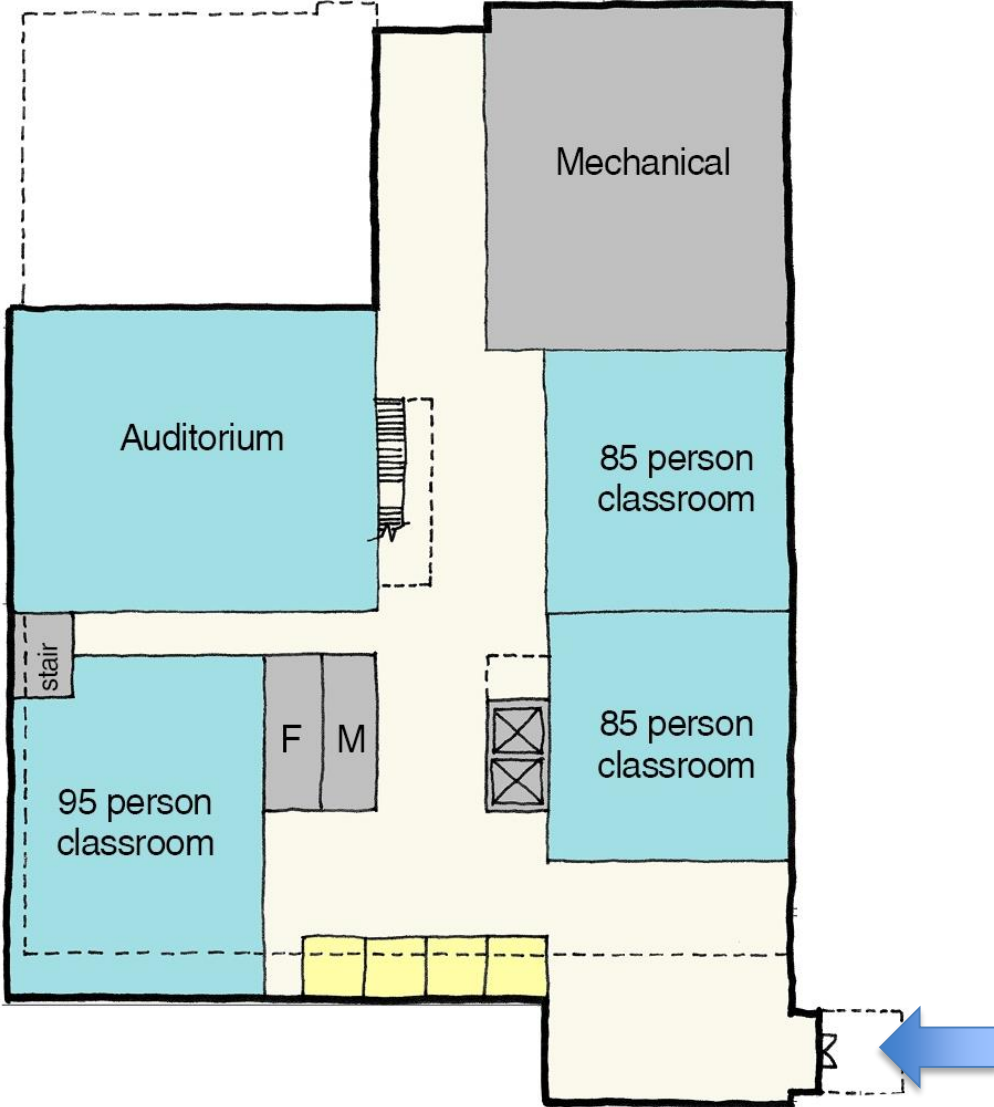 Mechanical
Auditorium
85 person
classroom
stair
F
M
85 person
classroom
95 person
classroom